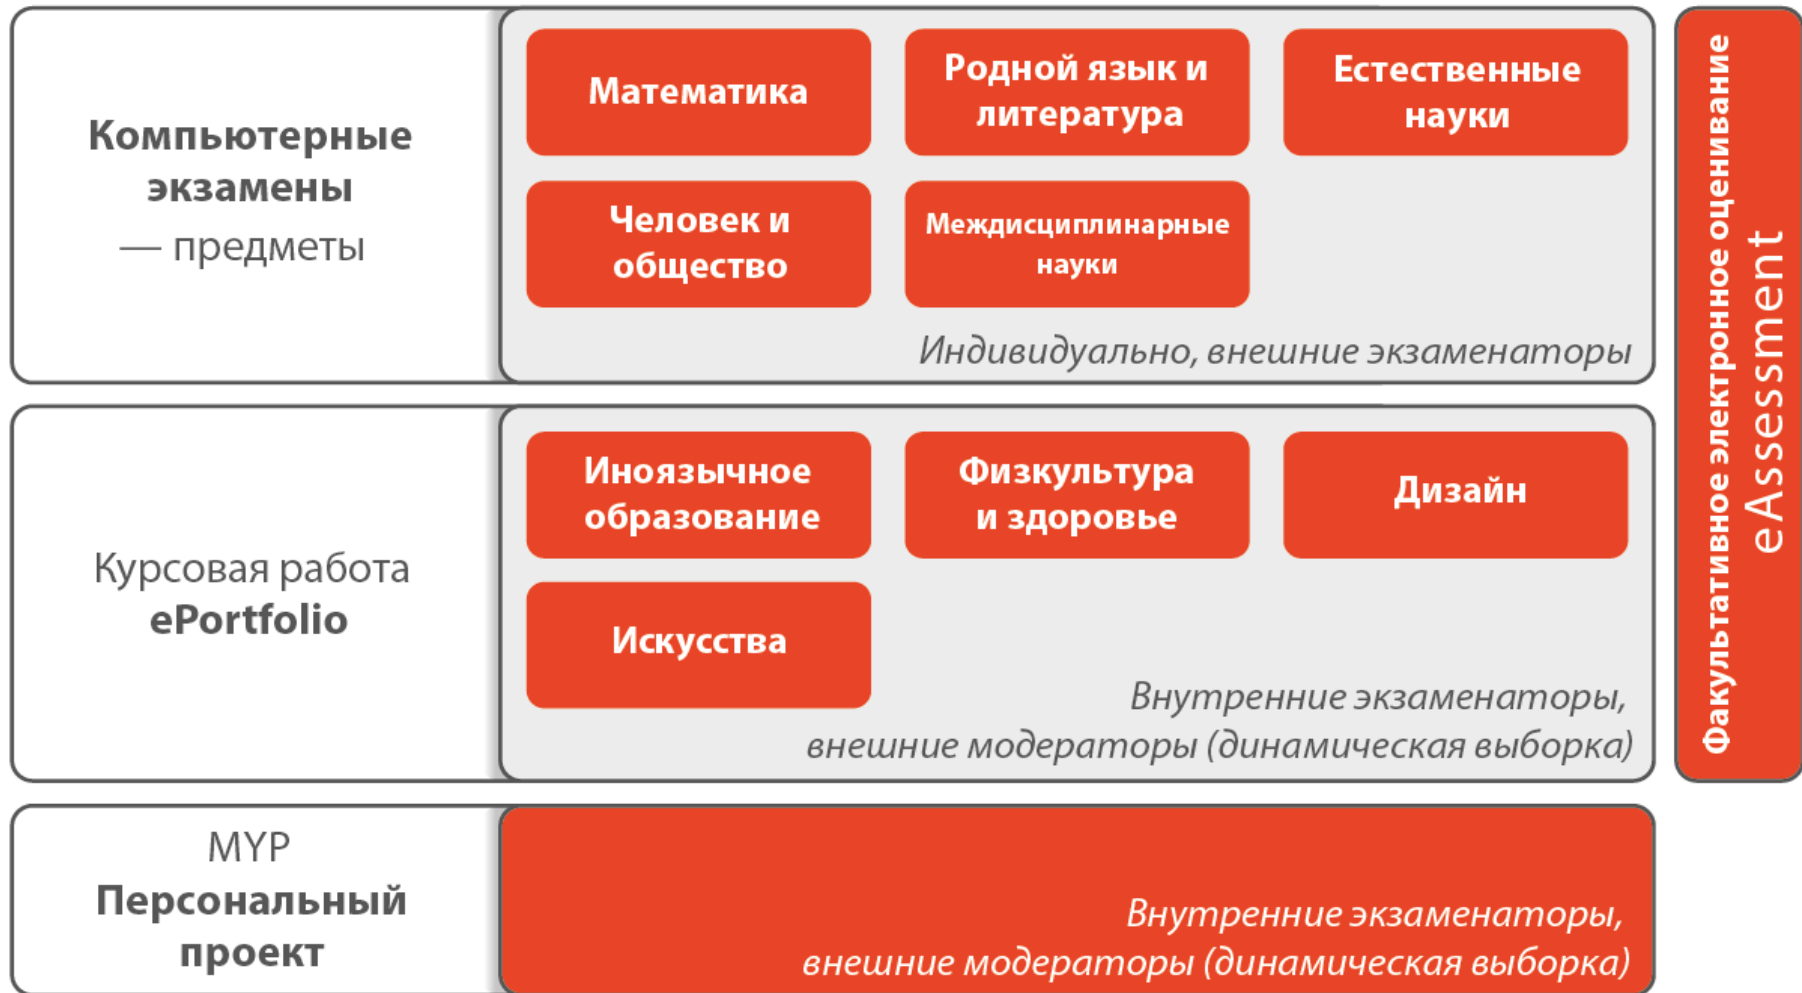 Компьютерные
экзамены
— предметы
Математика
Родной язык и
литература
Естественные
науки
Человек и
общество
Междисциплинарные
науки
Индивидуально, внешние экзаменаторы
Курсовая работа
ePortfolio
Иноязычное
образование
Физкультура
и здоровье
Дизайн
Искусства
Внутренние экзаменаторы,
внешние модераторы (динамическая выборка)
MYP
Персональный
проект
Внутренние экзаменаторы,
внешние модераторы (динамическая выборка)
Факультативное электронное оценивание
eAssessment